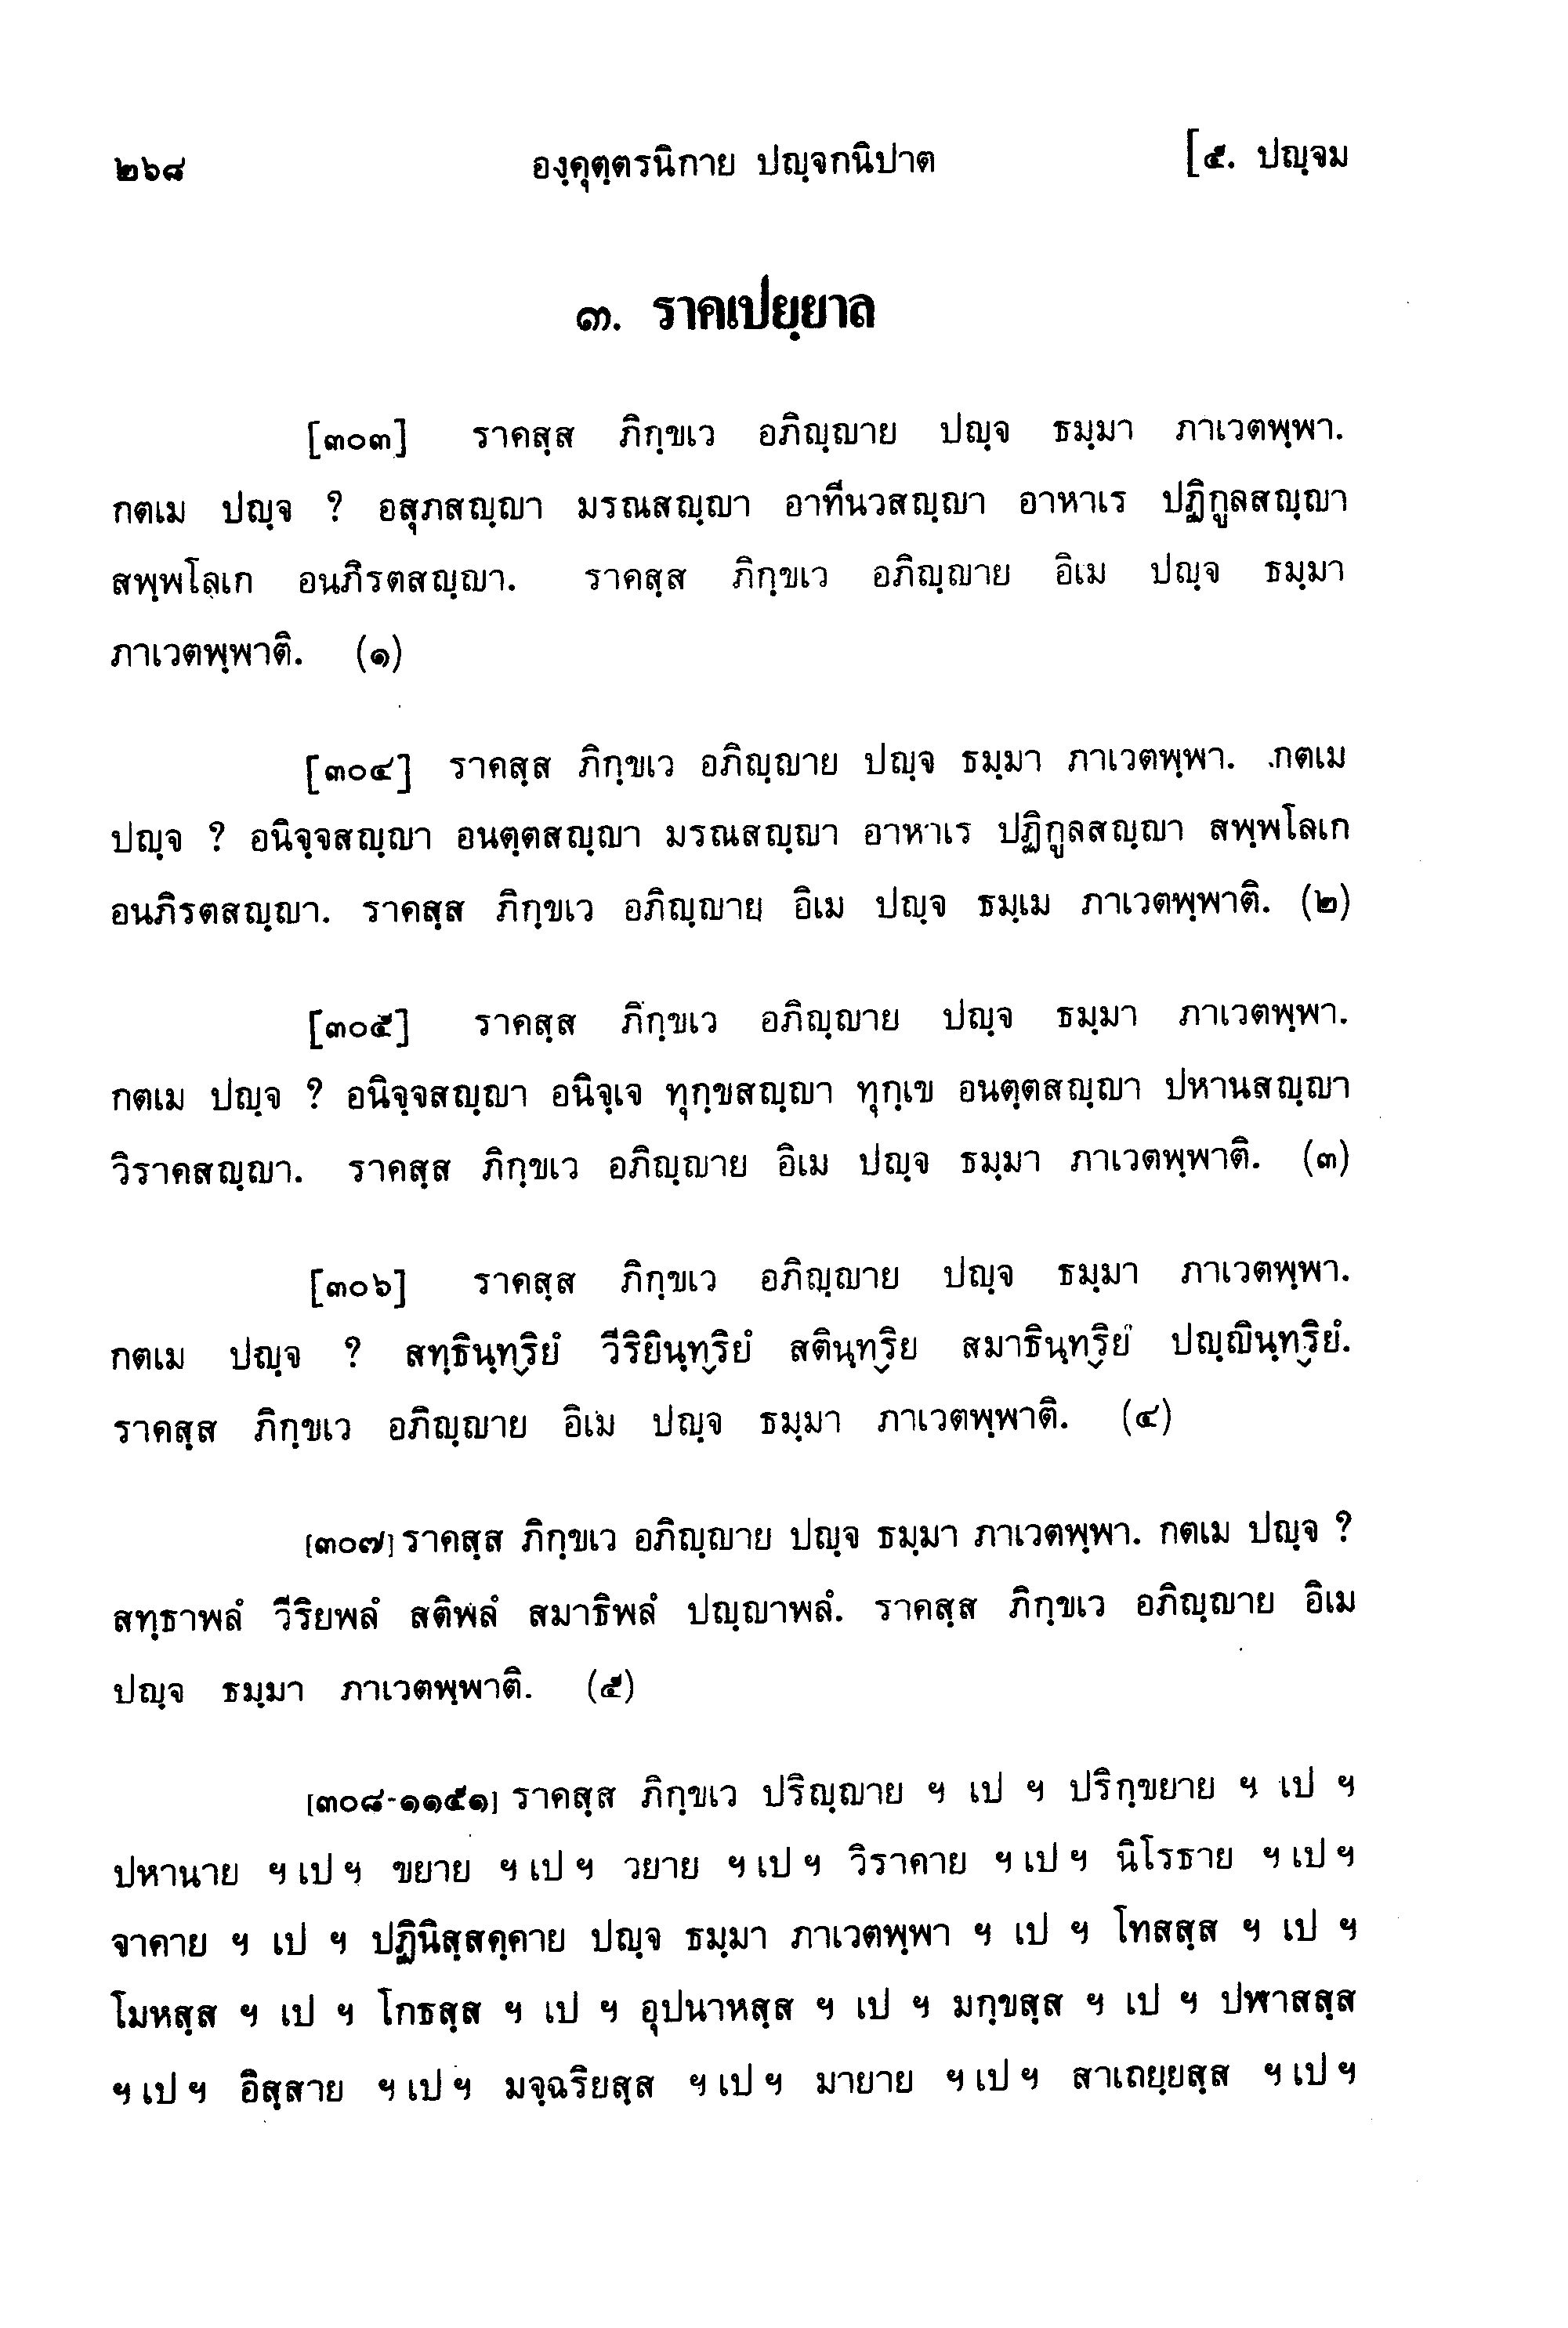 ๒๖๘ องฺคุตฺตรนิกาย ปญฺจกนิปาต [๕. ปญฺจม
๓. ราคเปยฺยาล
[๓๐๓] ราคสฺส ภิกฺขเว อภิญฺญาย ปญฺจ ธมฺมา ภาเวตพฺพา.
กตเม ปญฺจ ? อสุภสญฺญา มรณสญฺญา อาทีนวสญฺญา อาหาเร ปฏิกูลสญฺญา
สพฺพโลเก อนภิรตสญฺญา. ราคสฺส ภิกฺขเว อภิญฺญาย อิเม ปญฺจ ธมฺมา
ภาเวตพฺพาติ. (๑)
[๓๐๔] ราคสฺส ภิกฺขเว อภิญฺญาย ปญฺจ ธมฺมา ภาเวตพฺพา. กตเม
ปญฺจ ? อนิจฺจสญฺญา อนตฺตสญฺญา มรณสญฺญา อาหาเร ปฏิกูลสญฺญา สพฺพโลเก
อนภิรตสญฺญา. ราคสฺส ภิกฺขเว อภิญฺญาย อิเม ปญฺจ ธมฺเม ภาเวตพฺพาติ. (๒)
[๓๐๕] ราคสฺส ภิกฺขเว อภิญฺญาย ปญฺจ ธมฺมา ภาเวตพฺพา.
กตเม ปญฺจ ? อนิจฺจสญฺญา อนิจฺเจ ทุกฺขสญฺญา ทุกฺเข อนตฺตสญฺญา ปหานสญฺญา
วิราคสญฺญา. ราคสฺส ภิกฺขเว อภิญฺญาย อิเม ปญฺจ ธมฺมา ภาเวตพฺพาติ. (๓)
[๓๐๖] ราคสฺส ภิกฺขเว อภิญฺญาย ปญฺจ ธมฺมา ภาเวตพฺพา.
กตเม ปญฺจ ? สทฺธินฺทฺริยํ วีริยินฺทฺริยํ สตินฺทฺริย สมาธินฺทฺริยํ ปญฺญินฺทฺริยํ.
ราคสฺส ภิกฺขเว อภิญฺญาย อิเม ปญฺจ ธมฺมา ภาเวตพฺพาติ. (๔)
[๓๐๗] ราคสฺส ภิกฺขเว อภิญฺญาย ปญฺจ ธมฺมา ภาเวตพฺพา. กตเม ปญฺจ ?
สทฺธาพลํ วีริยพลํ สติพลํ สมาธิพลํ ปญฺญาพลํ. ราคสฺส ภิกฺขเว อภิญฺญาย อิเม
ปญฺจ ธมฺมา ภาเวตพฺพาติ. (๕)
[๓๐๘-๑๑๕๑] ราคสฺส ภิกฺขเว ปริญฺญาย ฯ เป ฯ ปริกฺขยาย ฯ เป ฯ
ปหานาย ฯ เป ฯ ขยาย ฯ เป ฯ วยาย ฯ เป ฯ วิราคาย ฯ เป ฯ นิโรธาย ฯ เป ฯ
จาคาย ฯ เป ฯ ปฏินิสฺสคฺคาย ปญฺจ ธมฺมา ภาเวตพฺพา ฯ เป ฯ โทสสฺส ฯ เป ฯ
โมหสฺส ฯ เป ฯ โกธสฺส ฯ เป ฯ อุปนาหสฺส ฯ เป ฯ มกฺขสฺส ฯ เป ฯ ปฬาสสฺส
ฯ เป ฯ อิสฺสาย ฯ เป ฯ มจฺฉริยสฺส ฯ เป ฯ มายาย ฯ เป ฯ สาเถยฺยสฺส ฯ เป ฯ